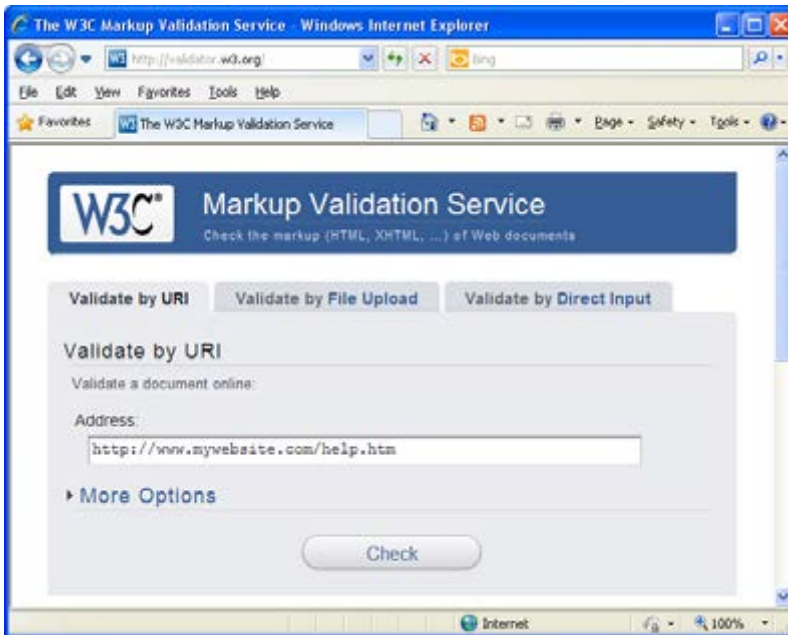 The W3C Markup Validation Service - Windows Internet Explorer
http://validator.w3.org/
bing
File Edit View Favorites Tools Help
Favorites The W3C Markup Validation Service Page Safety Tools
W3C® Markup Validation Service
Check the markup (HTML, XHTML, ...) of Web documents
Validate by URI Validate by File Upload Validate by Direct Input
Validate by URI
Validate a document online:
Address:
http://www.mywebsite.com/help.htm
More Options
Check
Internet 100%